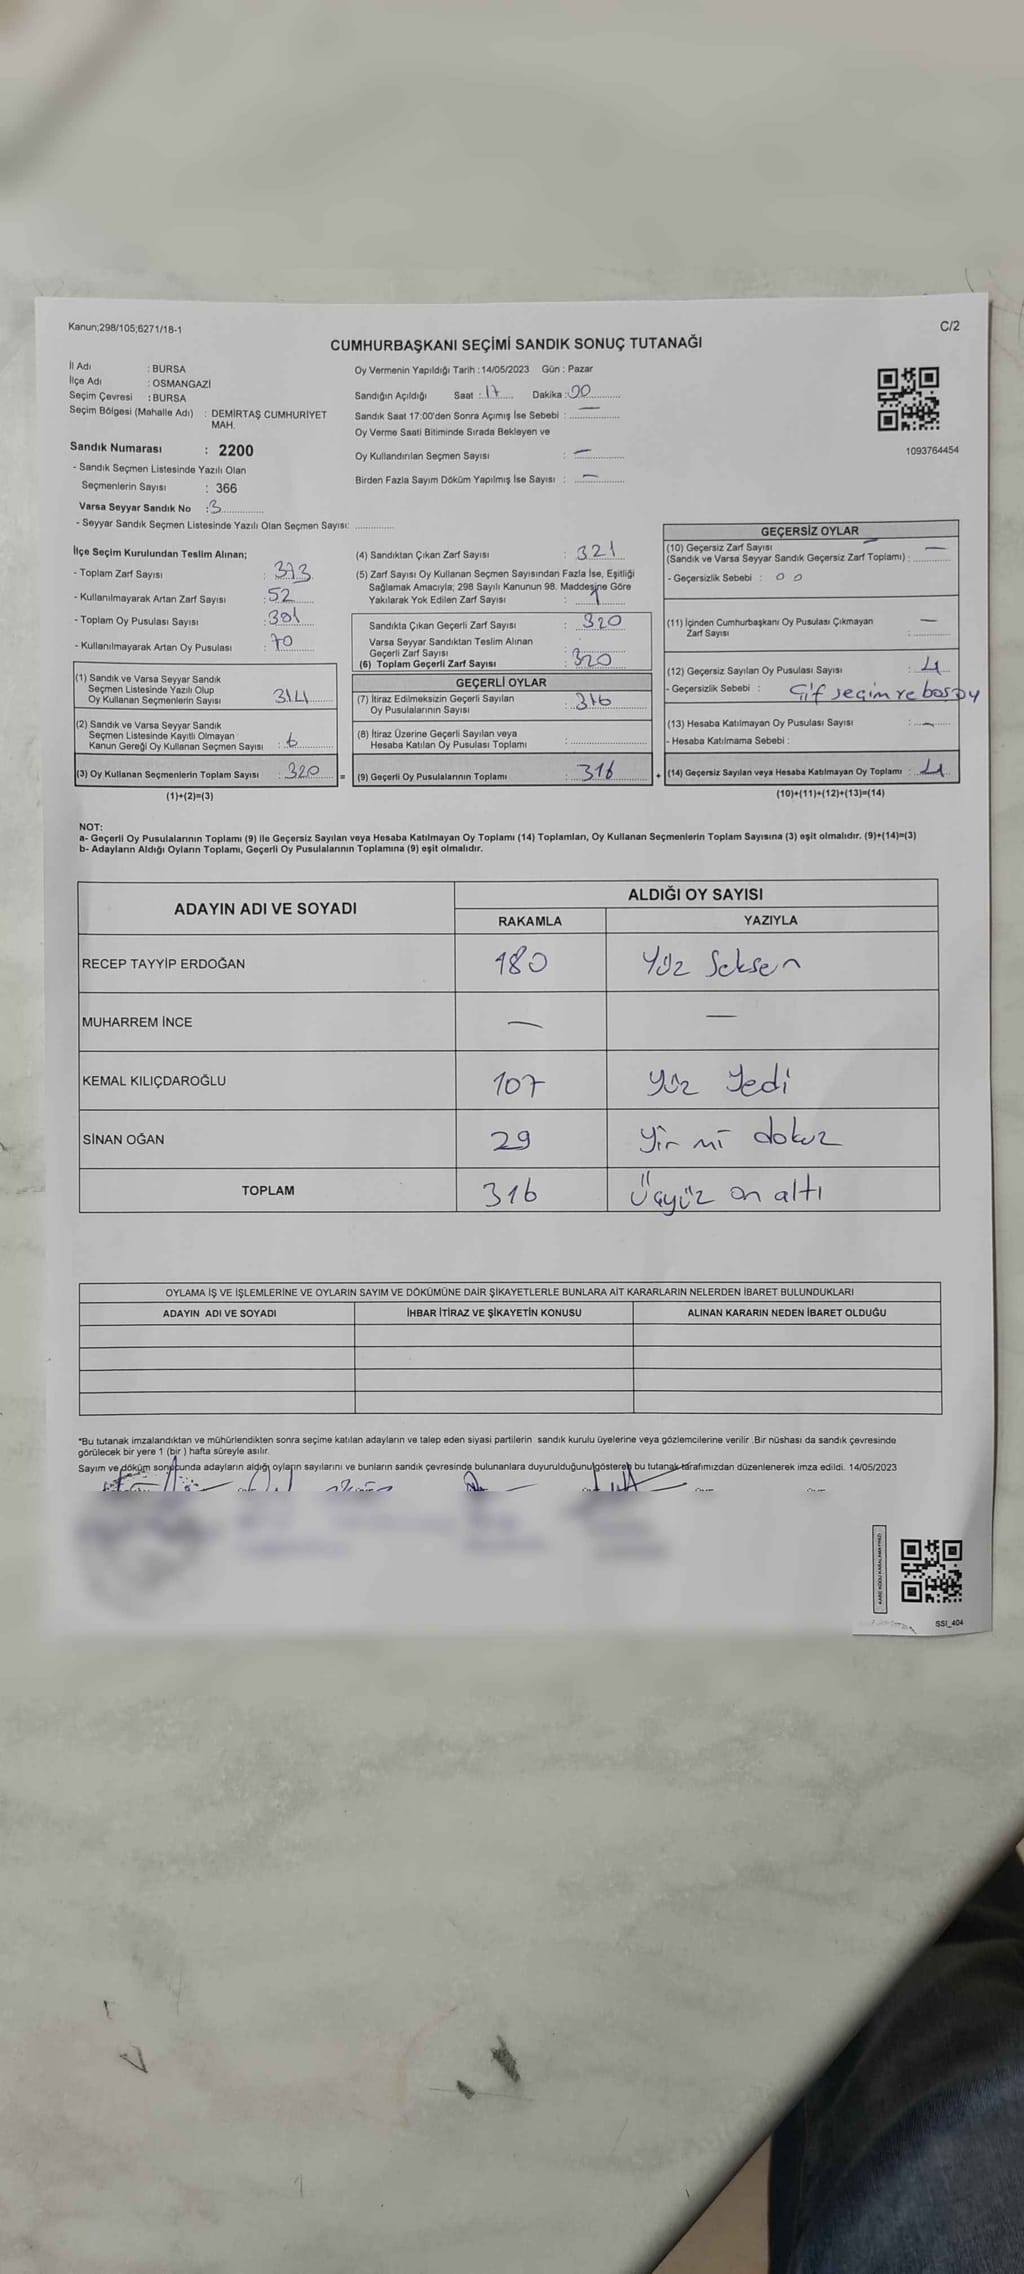 Kanun;298/105;6271/18-1
C/2
CUMHURBAŞKANI SEÇİMİ SANDIK SONUÇ TUTANAĞI
İl Adı : BURSA
İlçe Adı : OSMANGAZİ
Seçim Çevresi : BURSA
Seçim Bölgesi (Mahalle Adı) : DEMİRTAŞ CUMHURİYET
MAH.
Sandık Numarası : 2200
- Sandık Seçmen Listesinde Yazılı Olan
Seçmenlerin Sayısı : 366
Varsa Seyyar Sandık No : 3
- Seyyar Sandık Seçmen Listesinde Yazılı Olan Seçmen Sayısı:
Oy Vermenin Yapıldığı Tarih : 14/05/2023 Gün : Pazar
Sandığın Açıldığı Saat : 17 Dakika : 00
Sandık Saat 17:00'den Sonra Açımış İse Sebebi : —
Oy Verme Saati Bitiminde Sırada Bekleyen ve
Oy Kullandırılan Seçmen Sayısı : —
Birden Fazla Sayım Döküm Yapılmış İse Sayısı : —
1093764454
İlçe Seçim Kurulundan Teslim Alınan;
- Toplam Zarf Sayısı : 373
- Kullanılmayarak Artan Zarf Sayısı : 52
- Toplam Oy Pusulası Sayısı :
- Kullanılmayarak Artan Oy Pusulası : 70
(1) Sandık ve Varsa Seyyar Sandık
Seçmen Listesinde Yazılı Olup
Oy Kullanan Seçmenlerin Sayısı 314
(2) Sandık ve Varsa Seyyar Sandık
Seçmen Listesinde Kayıtlı Olmayan
Kanun Gereği Oy Kullanan Seçmen Sayısı : 6
(3) Oy Kullanan Seçmenlerin Toplam Sayısı : 320 =
(1)+(2)=(3)
(4) Sandıktan Çıkan Zarf Sayısı : 321
(5) Zarf Sayısı Oy Kullanan Seçmen Sayısından Fazla İse, Eşitliği
Sağlamak Amacıyla; 298 Sayılı Kanunun 98. Maddesine Göre
Yakılarak Yok Edilen Zarf Sayısı : 1
Sandıkta Çıkan Geçerli Zarf Sayısı : 320
Varsa Seyyar Sandıktan Teslim Alınan
Geçerli Zarf Sayısı :
(6) Toplam Geçerli Zarf Sayısı : 320
GEÇERLİ OYLAR
(7) İtiraz Edilmeksizin Geçerli Sayılan
Oy Pusulalarının Sayısı : 316
(8) İtiraz Üzerine Geçerli Sayılan veya
Hesaba Katılan Oy Pusulası Toplamı :
(9) Geçerli Oy Pusulalarının Toplamı : 316 +
GEÇERSİZ OYLAR
(10) Geçersiz Zarf Sayısı
(Sandık ve Varsa Seyyar Sandık Geçersiz Zarf Toplamı) : —
- Geçersizlik Sebebi : 0 0
(11) İçinden Cumhurbaşkanı Oy Pusulası Çıkmayan
Zarf Sayısı : —
(12) Geçersiz Sayılan Oy Pusulası Sayısı : 4
- Geçersizlik Sebebi : Çif seçim ve boş oy
(13) Hesaba Katılmayan Oy Pusulası Sayısı : —
- Hesaba Katılmama Sebebi :
(14) Geçersiz Sayılan veya Hesaba Katılmayan Oy Toplamı : 4
(10)+(11)+(12)+(13)=(14)
NOT:
a- Geçerli Oy Pusulalarının Toplamı (9) ile Geçersiz Sayılan veya Hesaba Katılmayan Oy Toplamı (14) Toplamları, Oy Kullanan Seçmenlerin Toplam Sayısına (3) eşit olmalıdır. (9)+(14)=(3)
b- Adayların Aldığı Oyların Toplamı, Geçerli Oy Pusulalarının Toplamına (9) eşit olmalıdır.
ADAYIN ADI VE SOYADI ALDIĞI OY SAYISI
RAKAMLA YAZIYLA
RECEP TAYYİP ERDOĞAN 180 Yüz Seksen
MUHARREM İNCE — —
KEMAL KILIÇDAROĞLU 107 Yüz Yedi
SİNAN OĞAN 29 Yir mi dokuz
TOPLAM 316 Üçyüz on altı
OYLAMA İŞ VE İŞLEMLERİNE VE OYLARIN SAYIM VE DÖKÜMÜNE DAİR ŞİKAYETLERLE BUNLARA AİT KARARLARIN NELERDEN İBARET BULUNDUKLARI
ADAYIN ADI VE SOYADI İHBAR İTİRAZ VE ŞİKAYETİN KONUSU ALINAN KARARIN NEDEN İBARET OLDUĞU
*Bu tutanak imzalandıktan ve mühürlendikten sonra seçime katılan adayların ve talep eden siyasi partilerin sandık kurulu üyelerine veya gözlemcilerine verilir .Bir nüshası da sandık çevresinde
görülecek bir yere 1 (bir ) hafta süreyle asılır.
Sayım ve döküm sonucunda adayların aldığı oyların sayılarını ve bunların sandık çevresinde bulunanlara duyurulduğunu gösterek bu tutanak tarafımızdan düzenlenerek imza edildi. 14/05/2023
SSI_404